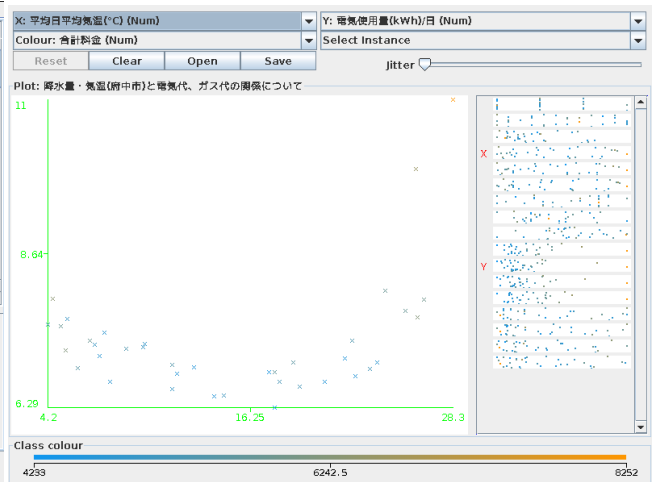 X: 平均日平均気温(℃) (Num)
Y: 電気使用量(kWh)/日 (Num)
Colour: 合計料金 (Num)
Select Instance
Reset
Clear
Open
Save
Jitter
Plot: 降水量・気温(府中市)と電気代、ガス代の関係について
11
8.64
6.29
4.2
16.25
28.3
X
Y
Class colour
4233
6242.5
8252